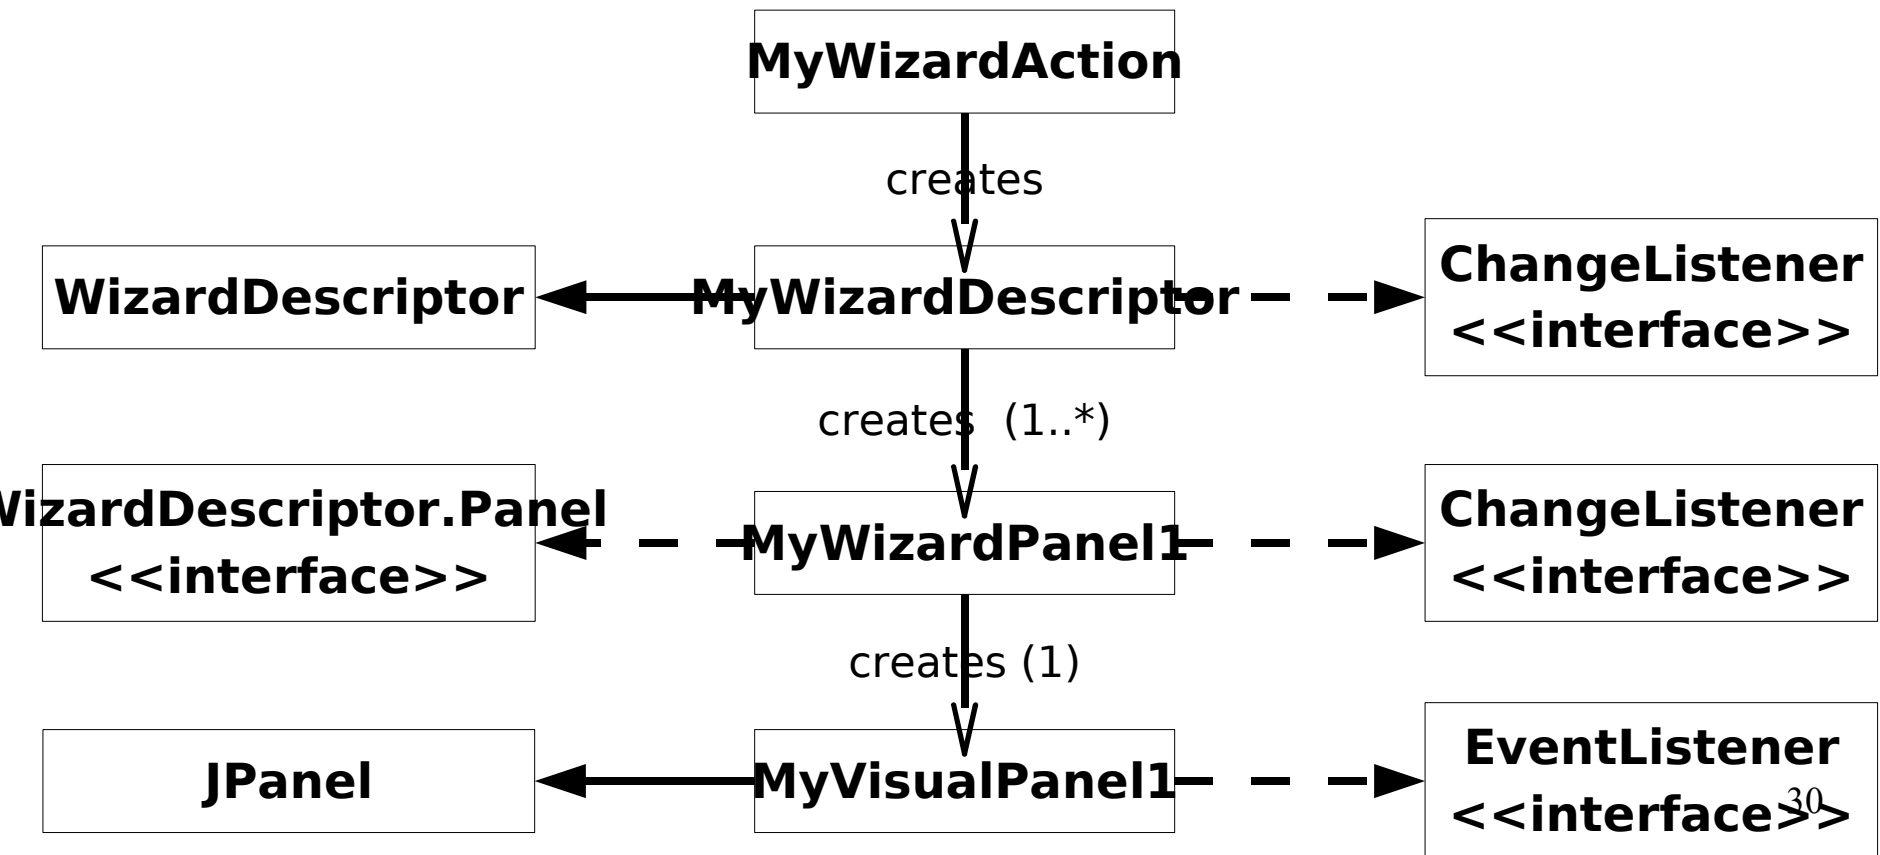 MyWizardAction
creates
WizardDescriptor
MyWizardDescriptor
ChangeListener
<<interface>>
creates (1..*)
WizardDescriptor.Panel
<<interface>>
MyWizardPanel1
ChangeListener
<<interface>>
creates (1)
JPanel
MyVisualPanel1
EventListener
<<interface>>
30